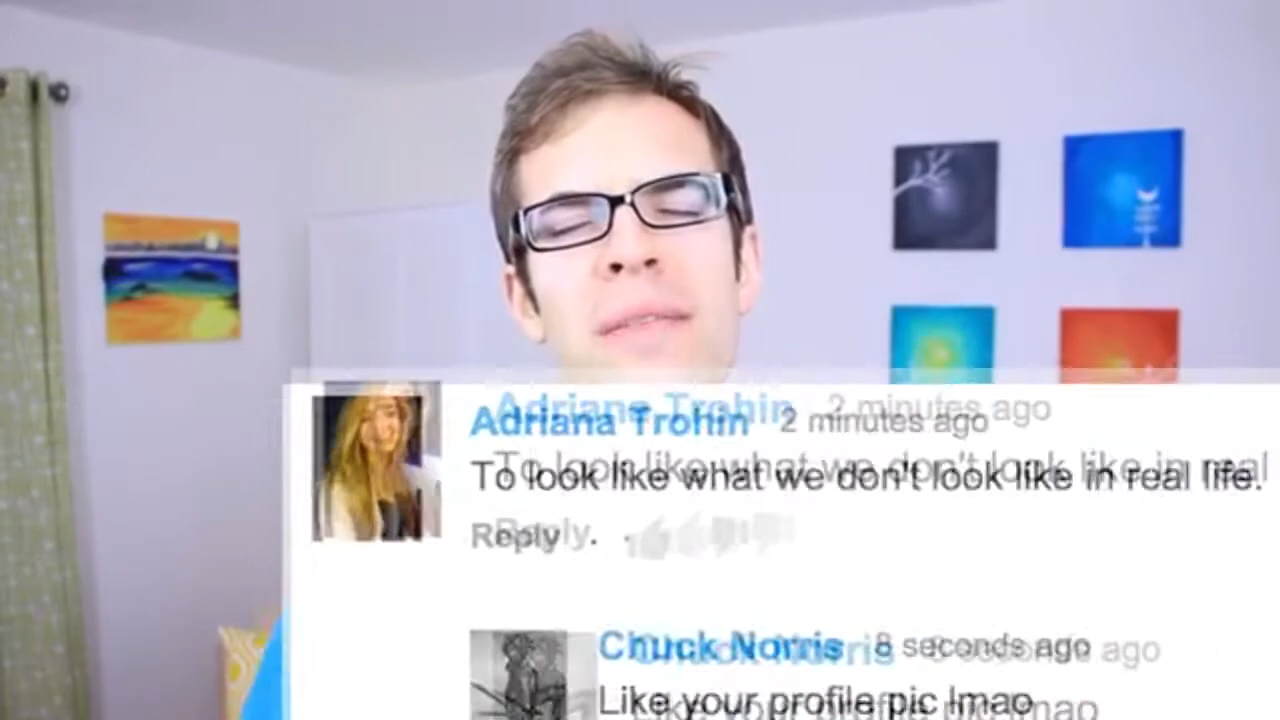 Adriana Trohin 2 minutes ago
To look like what we don't look like in real life.
Reply
Chuck Norris 8 seconds ago
Like your profile pic lmao